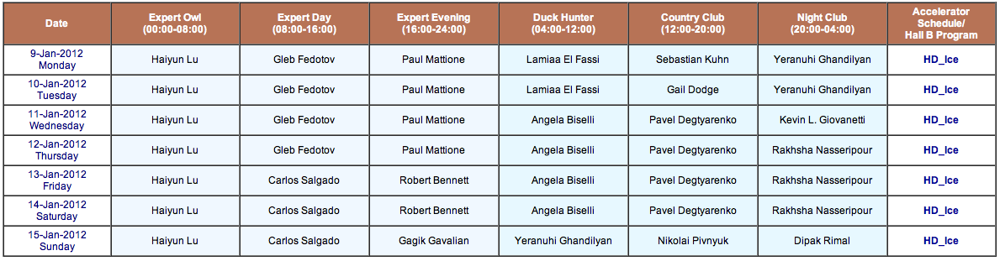 Date
Expert Owl
(00:00-08:00)
Expert Day
(08:00-16:00)
Expert Evening
(16:00-24:00)
Duck Hunter
(04:00-12:00)
Country Club
(12:00-20:00)
Night Club
(20:00-04:00)
Accelerator
Schedule/
Hall B Program
9-Jan-2012
Monday
Haiyun Lu
Gleb Fedotov
Paul Mattione
Lamiaa El Fassi
Sebastian Kuhn
Yeranuhi Ghandilyan
HD_Ice
10-Jan-2012
Tuesday
Haiyun Lu
Gleb Fedotov
Paul Mattione
Lamiaa El Fassi
Gail Dodge
Yeranuhi Ghandilyan
HD_Ice
11-Jan-2012
Wednesday
Haiyun Lu
Gleb Fedotov
Paul Mattione
Angela Biselli
Pavel Degtyarenko
Kevin L. Giovanetti
HD_Ice
12-Jan-2012
Thursday
Haiyun Lu
Gleb Fedotov
Paul Mattione
Angela Biselli
Pavel Degtyarenko
Rakhsha Nasseripour
HD_Ice
13-Jan-2012
Friday
Haiyun Lu
Carlos Salgado
Robert Bennett
Angela Biselli
Pavel Degtyarenko
Rakhsha Nasseripour
HD_Ice
14-Jan-2012
Saturday
Haiyun Lu
Carlos Salgado
Robert Bennett
Angela Biselli
Pavel Degtyarenko
Rakhsha Nasseripour
HD_Ice
15-Jan-2012
Sunday
Haiyun Lu
Carlos Salgado
Gagik Gavalian
Yeranuhi Ghandilyan
Nikolai Pivnyuk
Dipak Rimal
HD_Ice